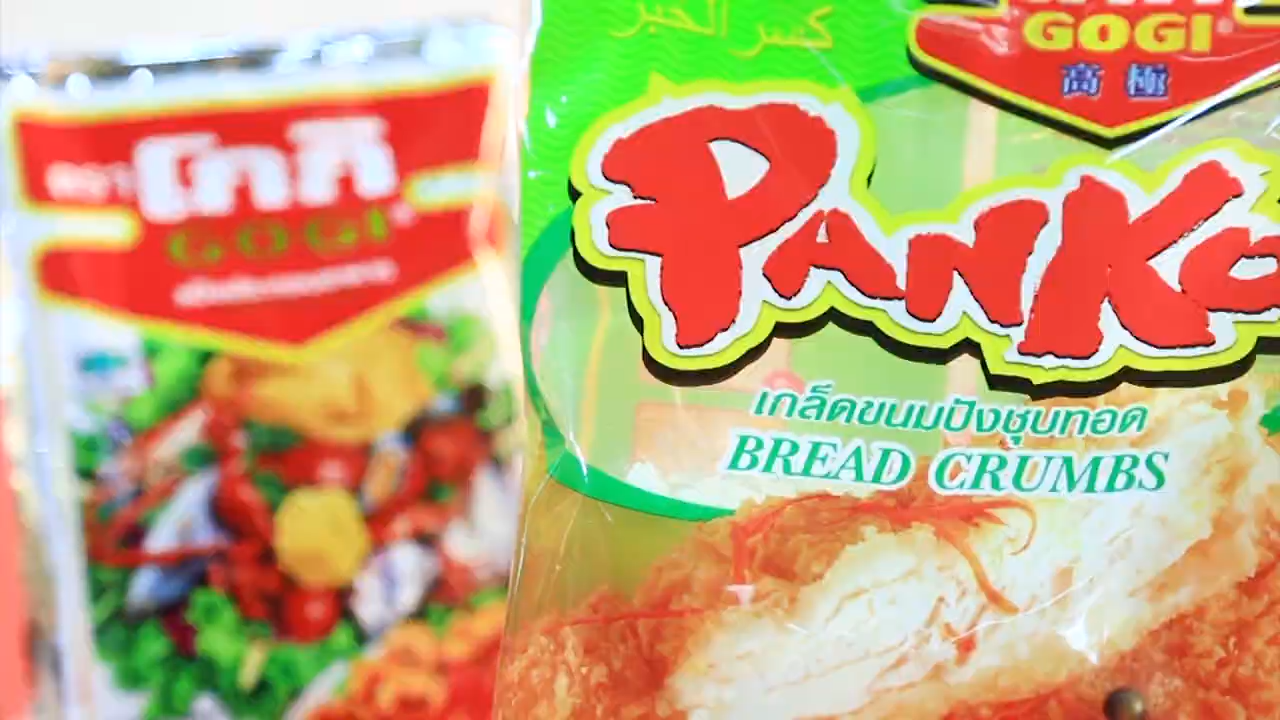 ตรา โกกิ
GOGI
كسر الخبز
GOGI
高極
PANKO
เกล็ดขนมปังชุบทอด
BREAD CRUMBS